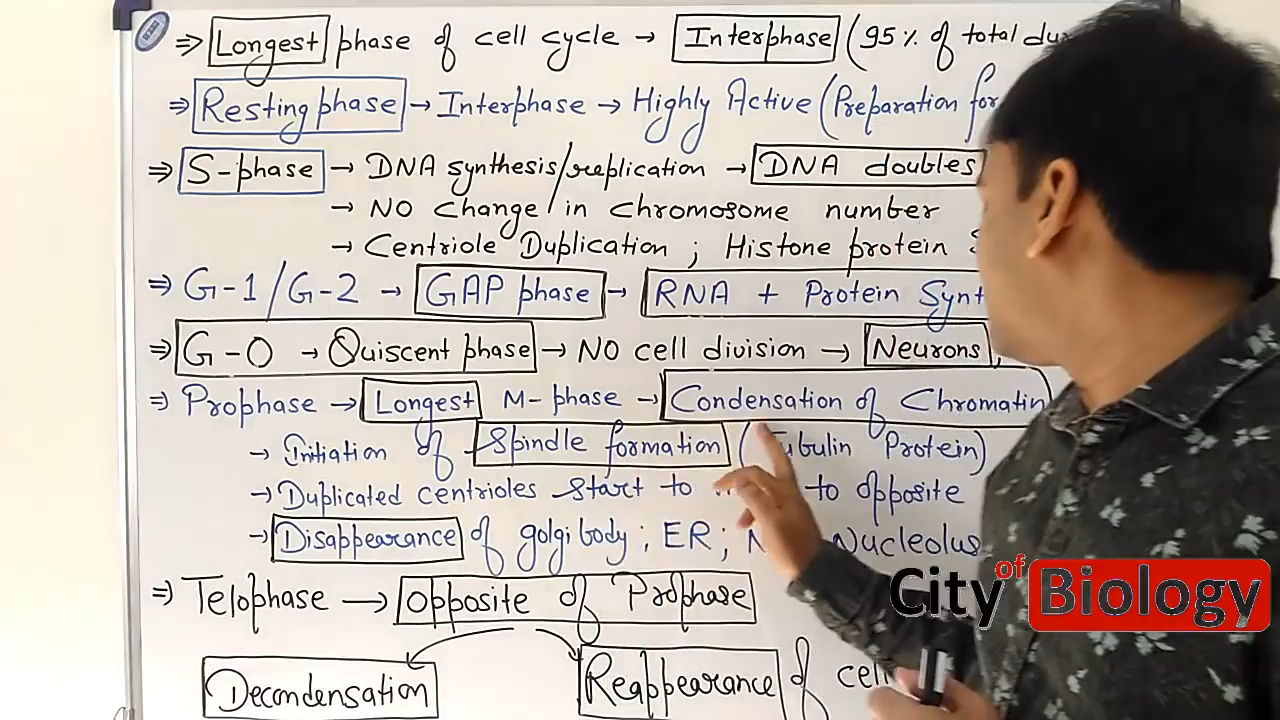 ⇒ Longest phase of cell cycle → Interphase (95% of total
⇒ Resting phase → Interphase → Highly Active (Preparation for
⇒ S-phase → DNA synthesis/replication → DNA doubles
→ NO change in chromosome number
→ Centriole Duplication ; Histone protein
⇒ G-1/G-2 → GAP phase → RNA + Protein Synt
⇒ G-0 → Quiscent phase → NO cell division → Neurons,
⇒ Prophase → Longest M-phase → Condensation of Chromatin
→ Initiation of Spindle formation (Tubulin Protein)
→ Duplicated centrioles start to to opposite
→ Disappearance of golgi body ; ER ; Nucleolus
⇒ Telophase → Opposite of Prophase
Decondensation Reappearance of cell
City of Biology